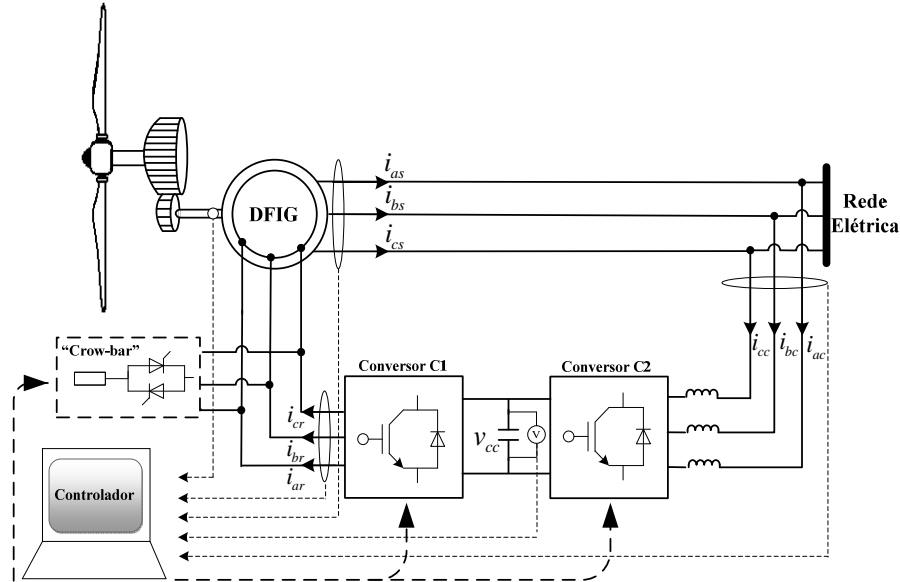 i_as
i_bs
DFIG
i_cs
Rede
Elétrica
“Crow-bar”
i_cc
i_bc
i_ac
Conversor C1
Conversor C2
i_cr
i_br
i_ar
v_cc
V
Controlador